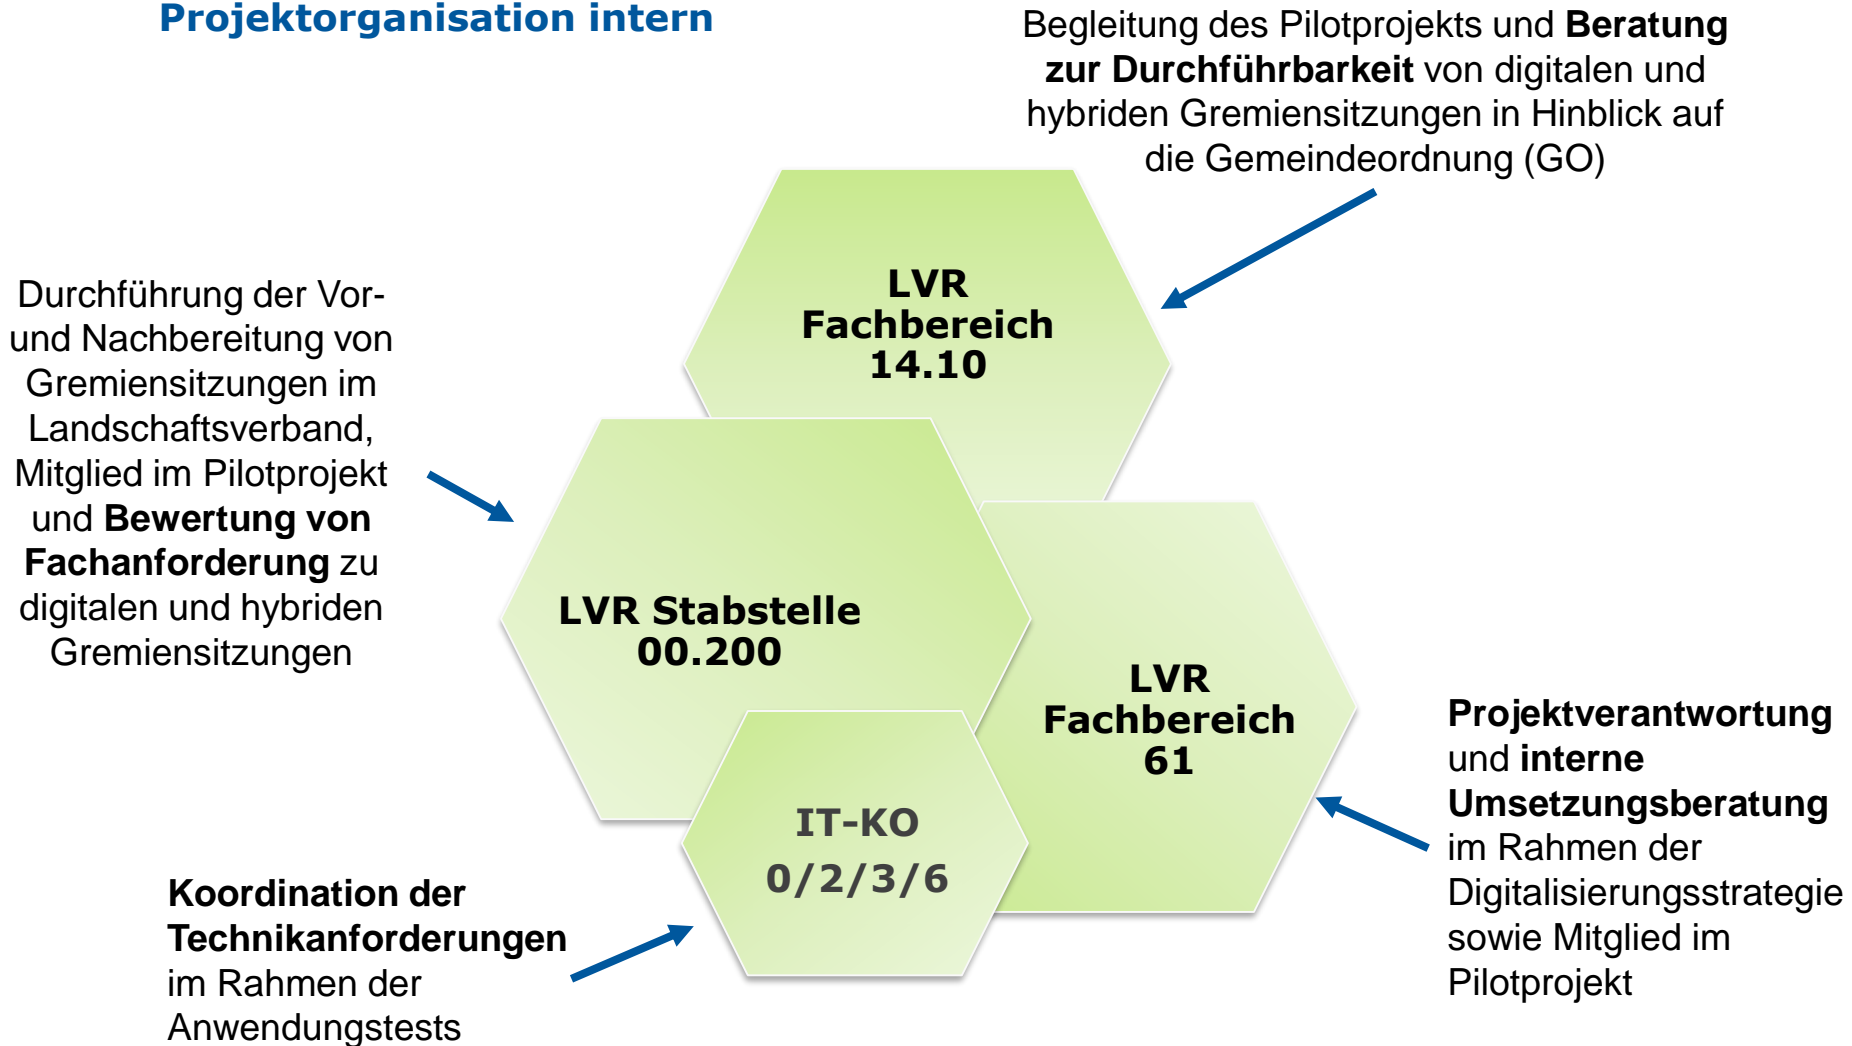 Projektorganisation intern
Begleitung des Pilotprojekts und Beratung
zur Durchführbarkeit von digitalen und
hybriden Gremiensitzungen in Hinblick auf
die Gemeindeordnung (GO)
LVR
Fachbereich
14.10
Durchführung der Vor-
und Nachbereitung von
Gremiensitzungen im
Landschaftsverband,
Mitglied im Pilotprojekt
und Bewertung von
Fachanforderung zu
digitalen und hybriden
Gremiensitzungen
LVR Stabstelle
00.200
LVR
Fachbereich
61
Projektverantwortung
und interne
Umsetzungsberatung
im Rahmen der
Digitalisierungsstrategie
sowie Mitglied im
Pilotprojekt
IT-KO
0/2/3/6
Koordination der
Technikanforderungen
im Rahmen der
Anwendungstests